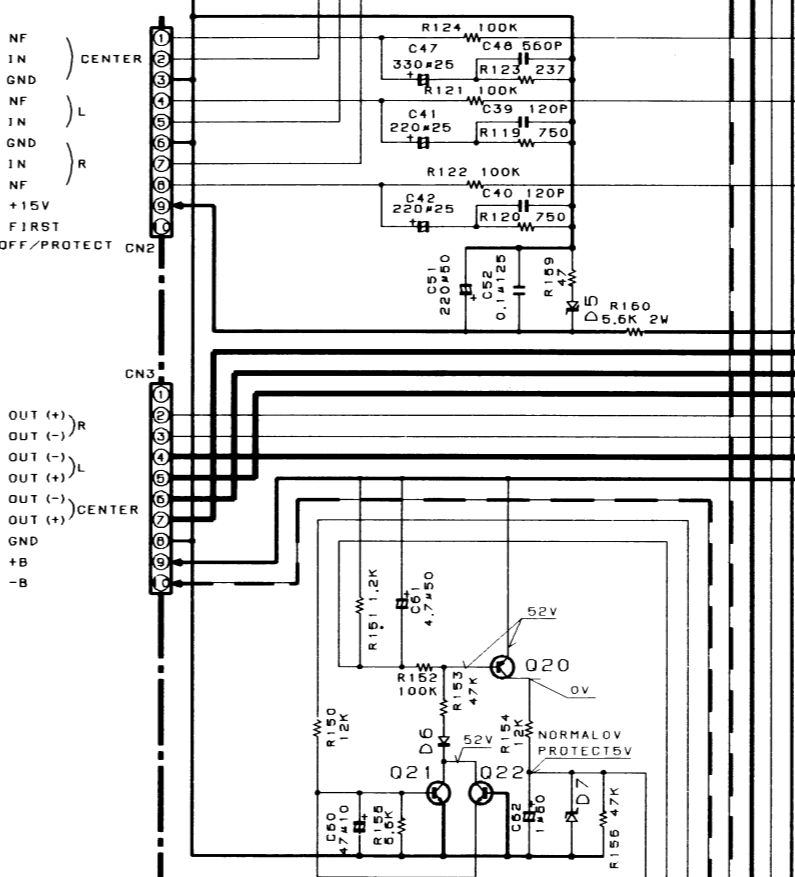 NF
IN
GND
CENTER
NF
IN
L
GND
IN
R
NF
+15V
FIRST
OFF/PROTECT CN2
1
2
3
4
5
6
7
8
9
10
R124 100K
C47
330µ25
C48 560P
R123 237
R121 100K
C41
220µ25
C39 120P
R119 750
R122 100K
C42
220µ25
C40 120P
R120 750
C51
220µ50
C52
0.1µ125
R159
47
D5
R160
5.6K 2W
CN3
1
2
3
4
5
6
7
8
9
10
OUT (+)
OUT (-)
R
OUT (-)
OUT (+)
L
OUT (-)
OUT (+)
CENTER
GND
+B
-B
R151 1.2K
C61
4.7µ50
52V
Q20
R152
100K
R153
47K
0V
R150
12K
D6
52V
R154
12K
NORMAL0V
PROTECT5V
Q21
Q22
C60
47µ10
R155
5.6K
C62
1µ50
D7
R156 47K